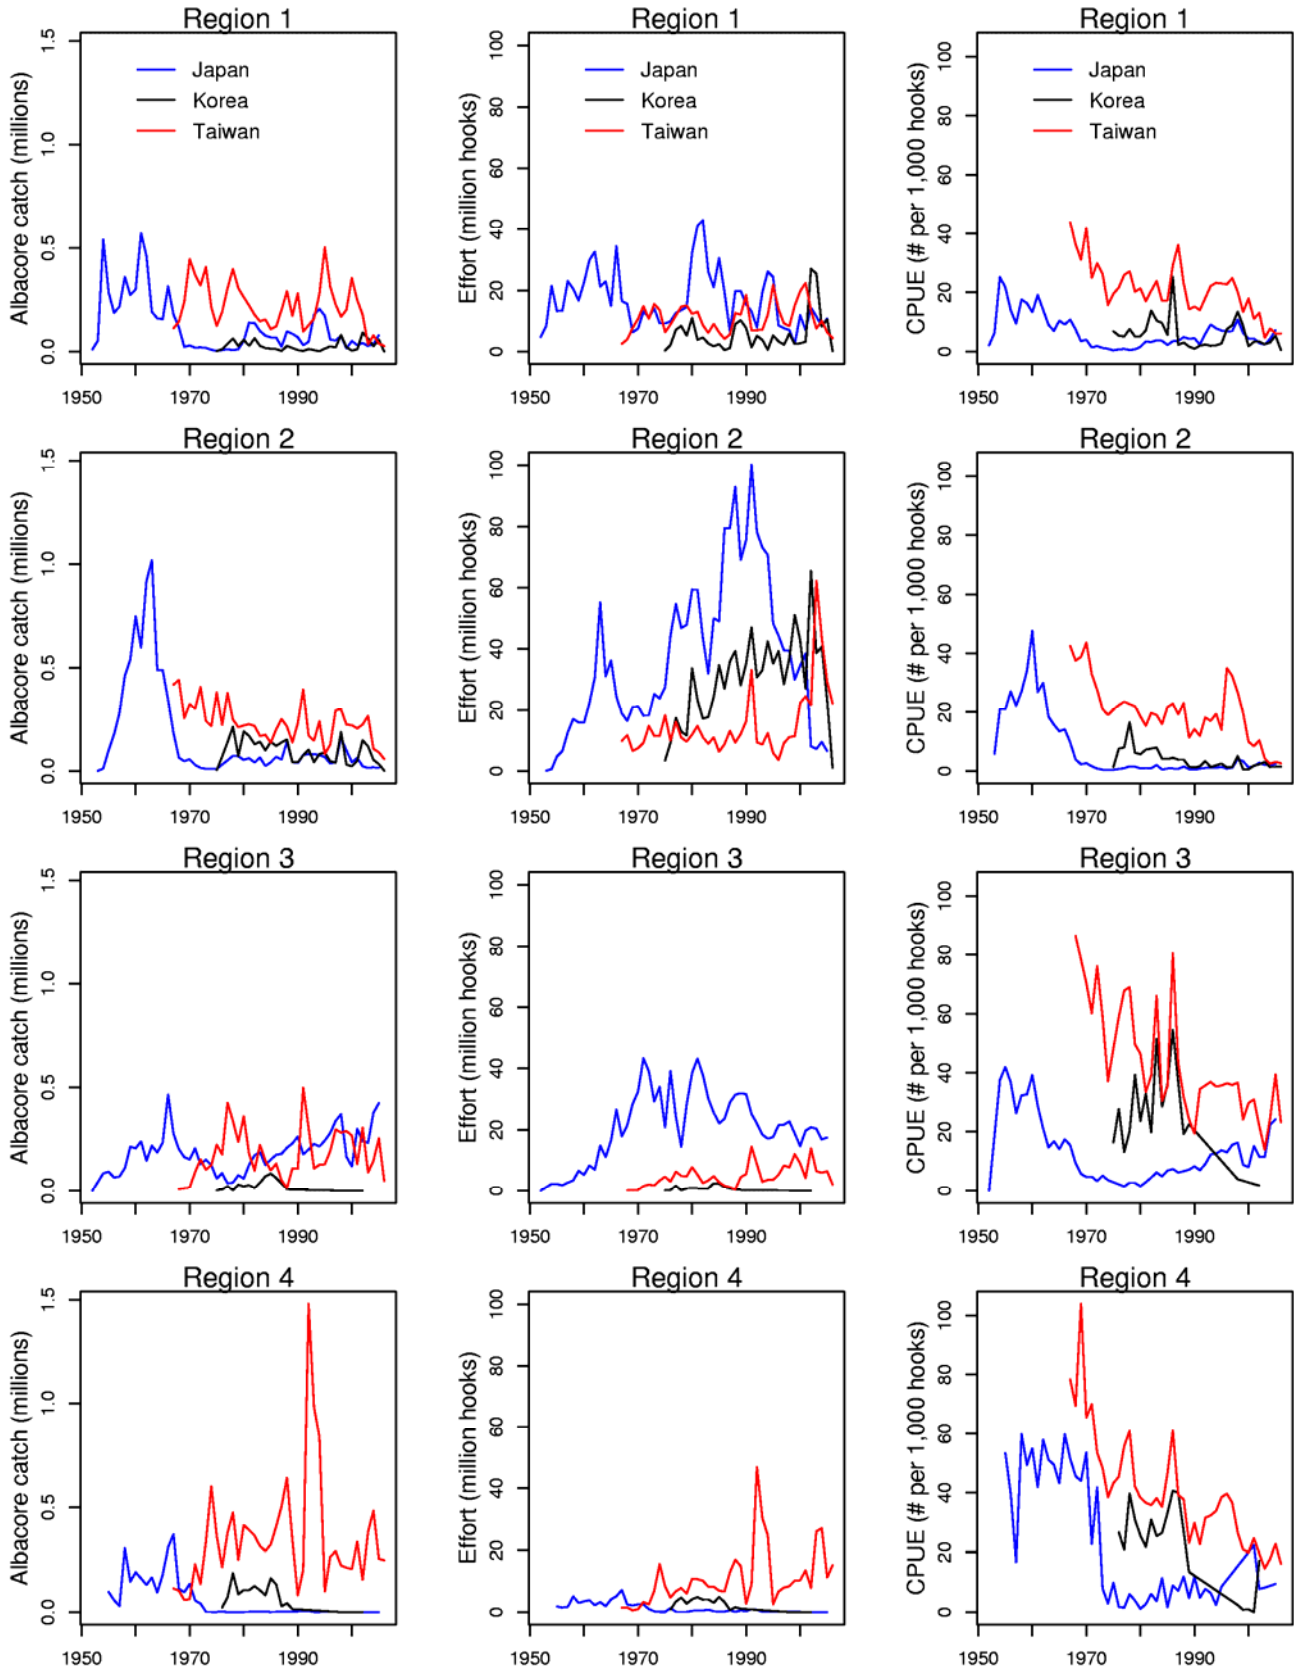 Region 1
Region 1
Region 1
Albacore catch (millions)
0.0 0.5 1.0 1.5
Japan
Korea
Taiwan
1950 1970 1990
Effort (million hooks)
0 20 40 60 80 100
Japan
Korea
Taiwan
1950 1970 1990
CPUE (# per 1,000 hooks)
0 20 40 60 80 100
Japan
Korea
Taiwan
1950 1970 1990
Region 2
Region 2
Region 2
Albacore catch (millions)
0.0 0.5 1.0 1.5
1950 1970 1990
Effort (million hooks)
0 20 40 60 80 100
1950 1970 1990
CPUE (# per 1,000 hooks)
0 20 40 60 80 100
1950 1970 1990
Region 3
Region 3
Region 3
Albacore catch (millions)
0.0 0.5 1.0 1.5
1950 1970 1990
Effort (million hooks)
0 20 40 60 80 100
1950 1970 1990
CPUE (# per 1,000 hooks)
0 20 40 60 80 100
1950 1970 1990
Region 4
Region 4
Region 4
Albacore catch (millions)
0.0 0.5 1.0 1.5
1950 1970 1990
Effort (million hooks)
0 20 40 60 80 100
1950 1970 1990
CPUE (# per 1,000 hooks)
0 20 40 60 80 100
1950 1970 1990